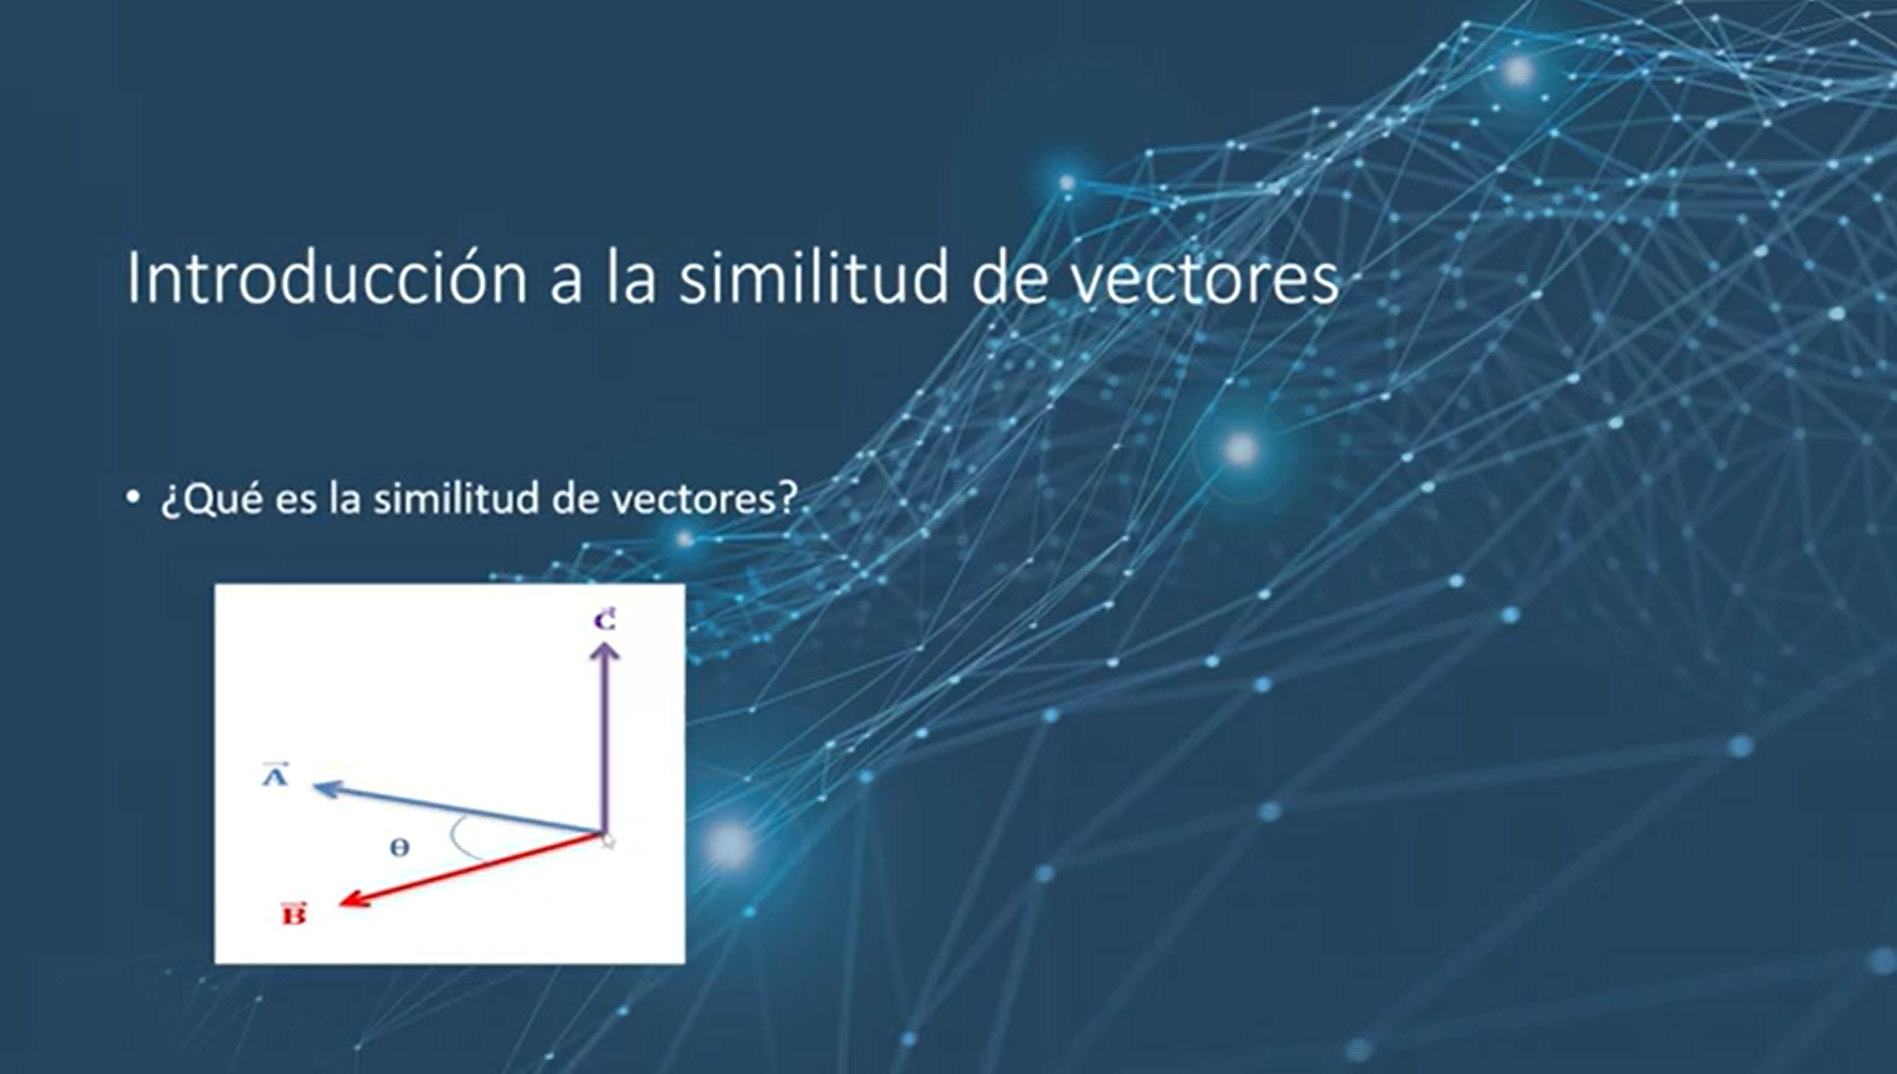 Introducción a la similitud de vectores
• ¿Qué es la similitud de vectores?
C
A
θ
B